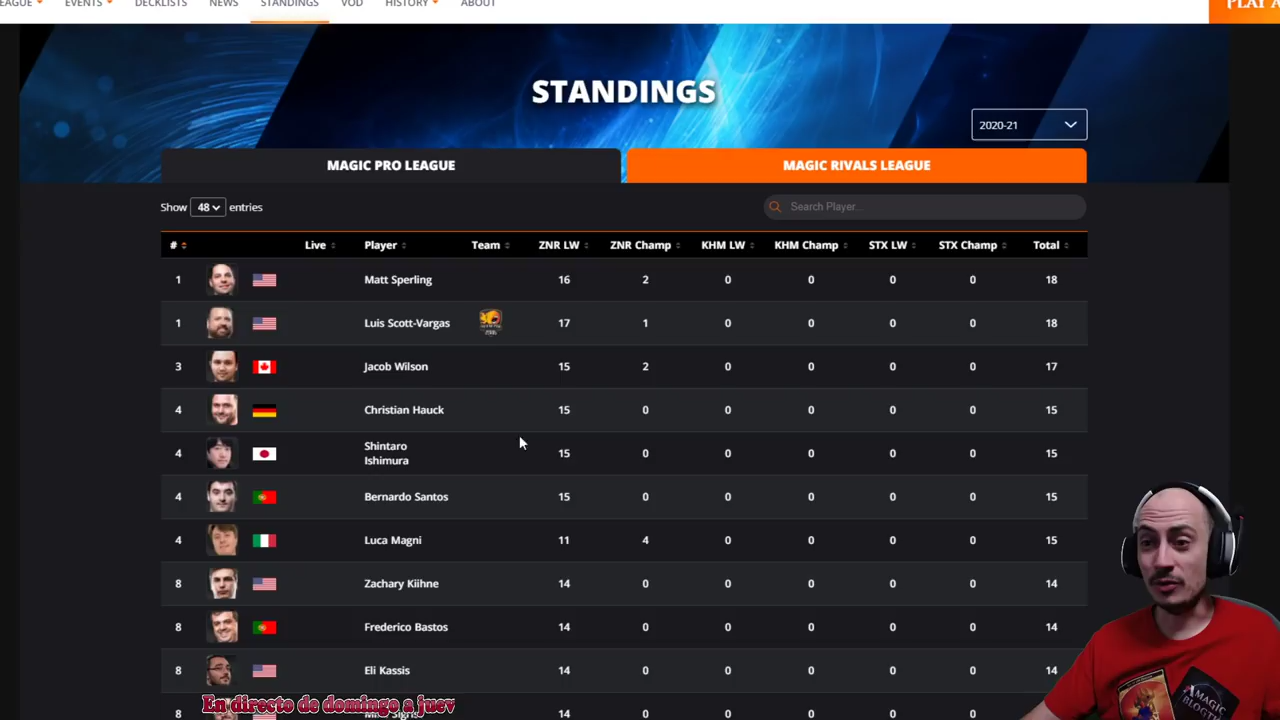 EAGUE EVENTS DECKLISTS NEWS STANDINGS VOD HISTORY ABOUT PLAY
STANDINGS
2020-21
MAGIC PRO LEAGUE MAGIC RIVALS LEAGUE
Show 48 entries Search Player...
# Live Player Team ZNR LW ZNR Champ KHM LW KHM Champ STX LW STX Champ Total
1 Matt Sperling 16 2 0 0 0 0 18
1 Luis Scott-Vargas 17 1 0 0 0 0 18
3 Jacob Wilson 15 2 0 0 0 0 17
4 Christian Hauck 15 0 0 0 0 0 15
4 Shintaro Ishimura 15 0 0 0 0 0 15
4 Bernardo Santos 15 0 0 0 0 0 15
4 Luca Magni 11 4 0 0 0 0 15
8 Zachary Kiihne 14 0 0 0 0 0 14
8 Frederico Bastos 14 0 0 0 0 0 14
8 Eli Kassis 14 0 0 0 0 0 14
8 14 0 0 0 0 0 14
En directo de domingo a juev
MAGIC
BLOGTV